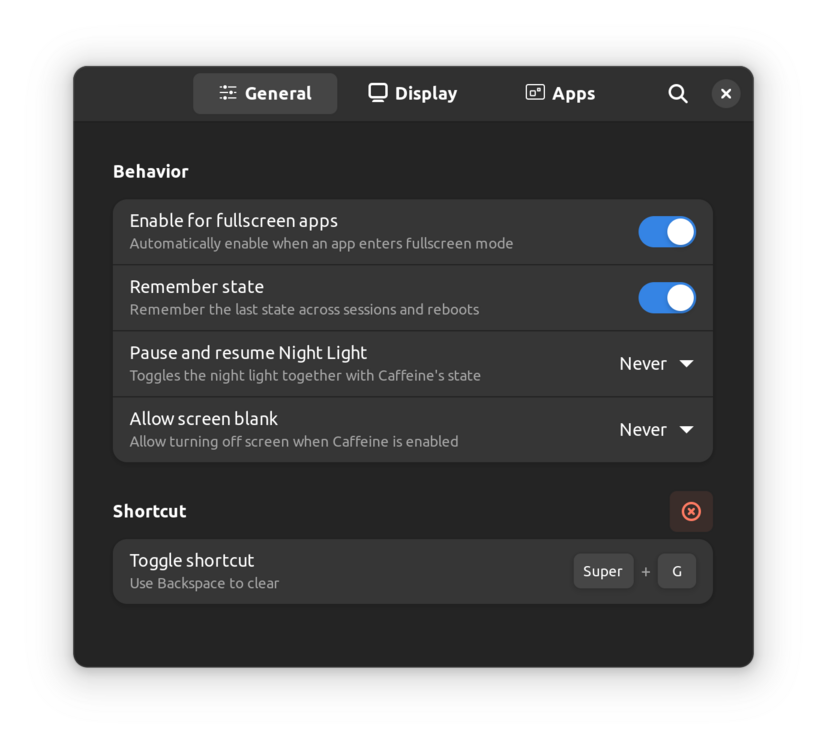 General
Display
Apps
Behavior
Enable for fullscreen apps
Automatically enable when an app enters fullscreen mode
Remember state
Remember the last state across sessions and reboots
Pause and resume Night Light
Toggles the night light together with Caffeine's state
Never
Allow screen blank
Allow turning off screen when Caffeine is enabled
Never
Shortcut
Toggle shortcut
Use Backspace to clear
Super + G